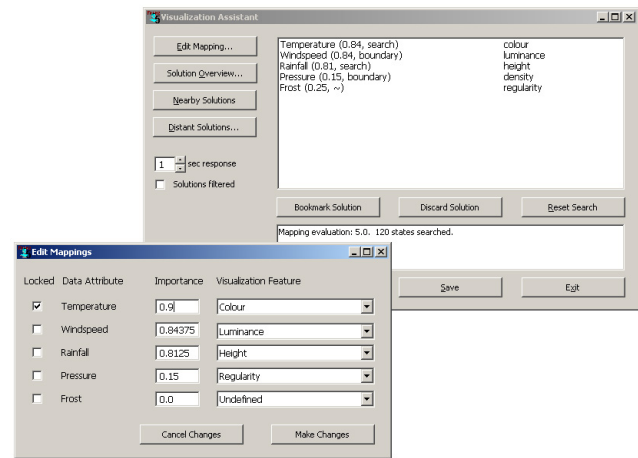 Visualization Assistant
Edit Mapping...
Solution Overview...
Nearby Solutions
Distant Solutions...
1 sec response
Solutions filtered
Temperature (0.84, search) colour
Windspeed (0.84, boundary) luminance
Rainfall (0.81, search) height
Pressure (0.15, boundary) density
Frost (0.25, ~) regularity
Bookmark Solution Discard Solution Reset Search
Mapping evaluation: 5.0. 120 states searched.
Save Exit
Edit Mappings
Locked Data Attribute Importance Visualization Feature
Temperature 0.9 Colour
Windspeed 0.84375 Luminance
Rainfall 0.8125 Height
Pressure 0.15 Regularity
Frost 0.0 Undefined
Cancel Changes Make Changes